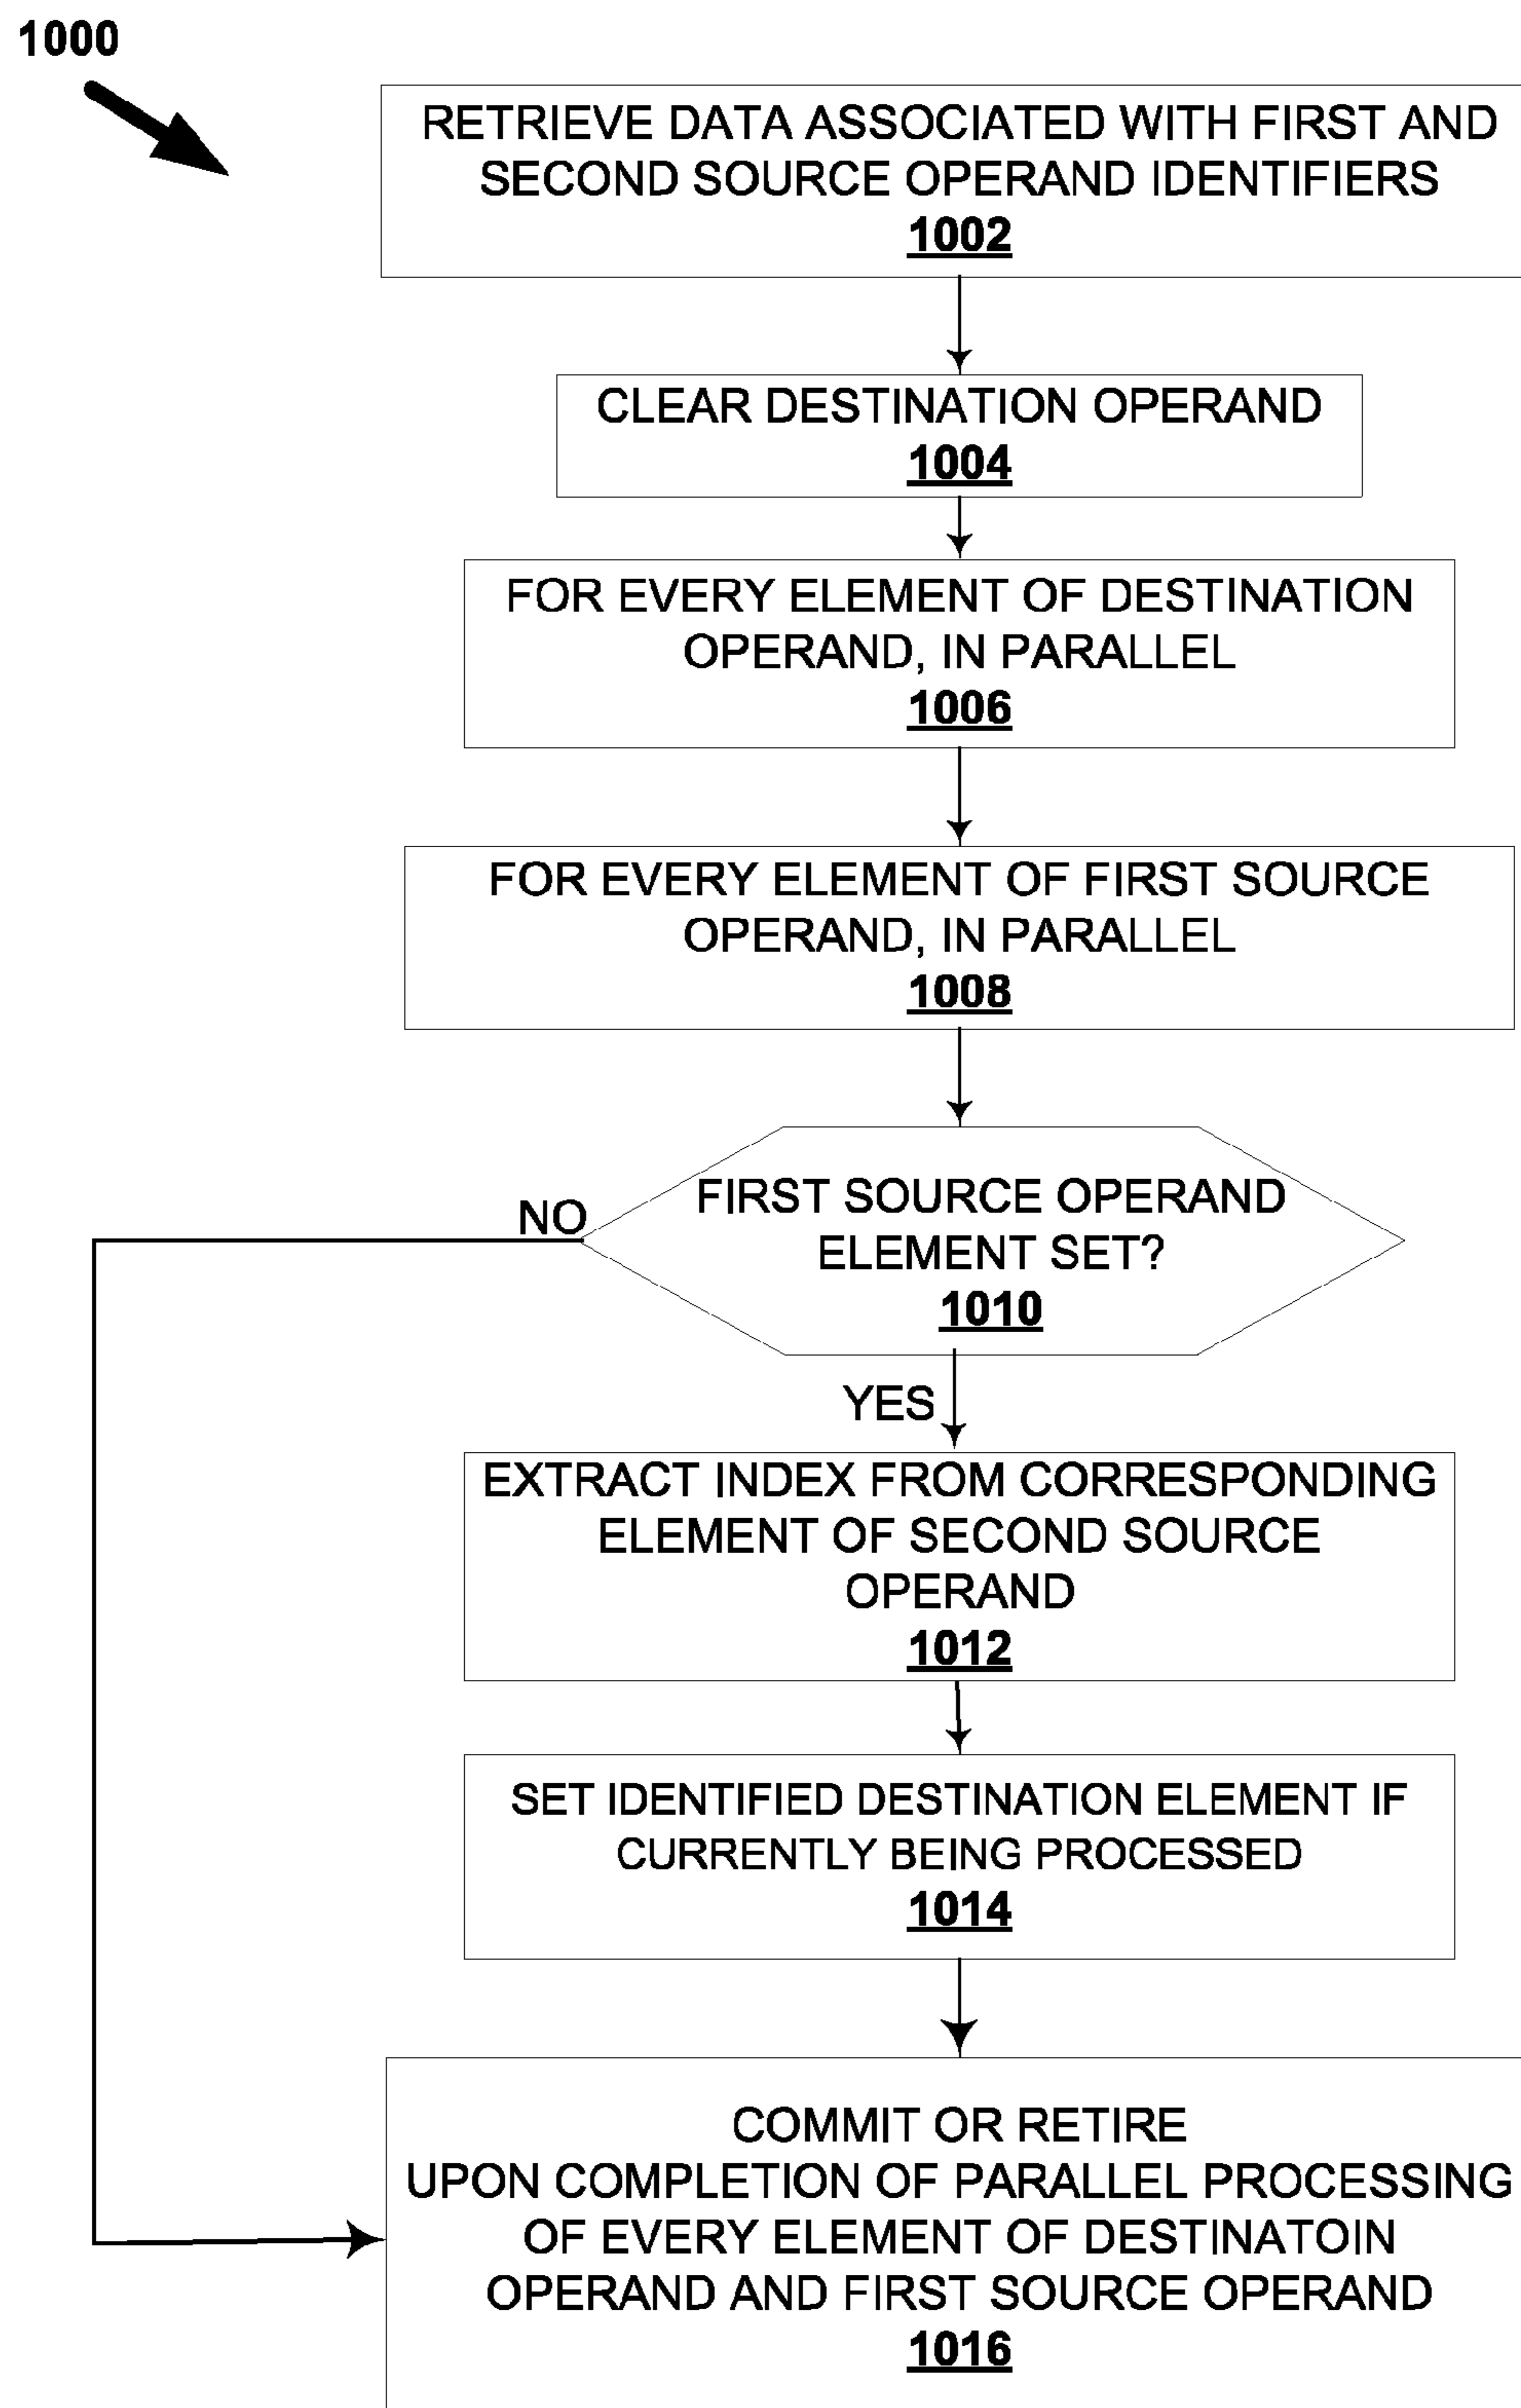 1000
RETRIEVE DATA ASSOCIATED WITH FIRST AND
SECOND SOURCE OPERAND IDENTIFIERS
1002
CLEAR DESTINATION OPERAND
1004
FOR EVERY ELEMENT OF DESTINATION
OPERAND, IN PARALLEL
1006
FOR EVERY ELEMENT OF FIRST SOURCE
OPERAND, IN PARALLEL
1008
FIRST SOURCE OPERAND
ELEMENT SET?
1010
NO
YES
EXTRACT INDEX FROM CORRESPONDING
ELEMENT OF SECOND SOURCE
OPERAND
1012
SET IDENTIFIED DESTINATION ELEMENT IF
CURRENTLY BEING PROCESSED
1014
COMMIT OR RETIRE
UPON COMPLETION OF PARALLEL PROCESSING
OF EVERY ELEMENT OF DESTINATOIN
OPERAND AND FIRST SOURCE OPERAND
1016